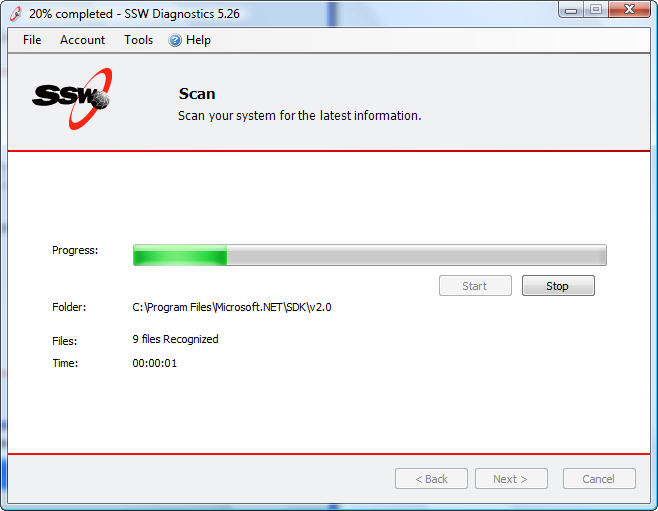 20% completed - SSW Diagnostics 5.26
File Account Tools Help
SSW
Scan
Scan your system for the latest information.
Progress:
Start Stop
Folder: C:\Program Files\Microsoft.NET\SDK\v2.0
Files: 9 files Recognized
Time: 00:00:01
< Back Next > Cancel